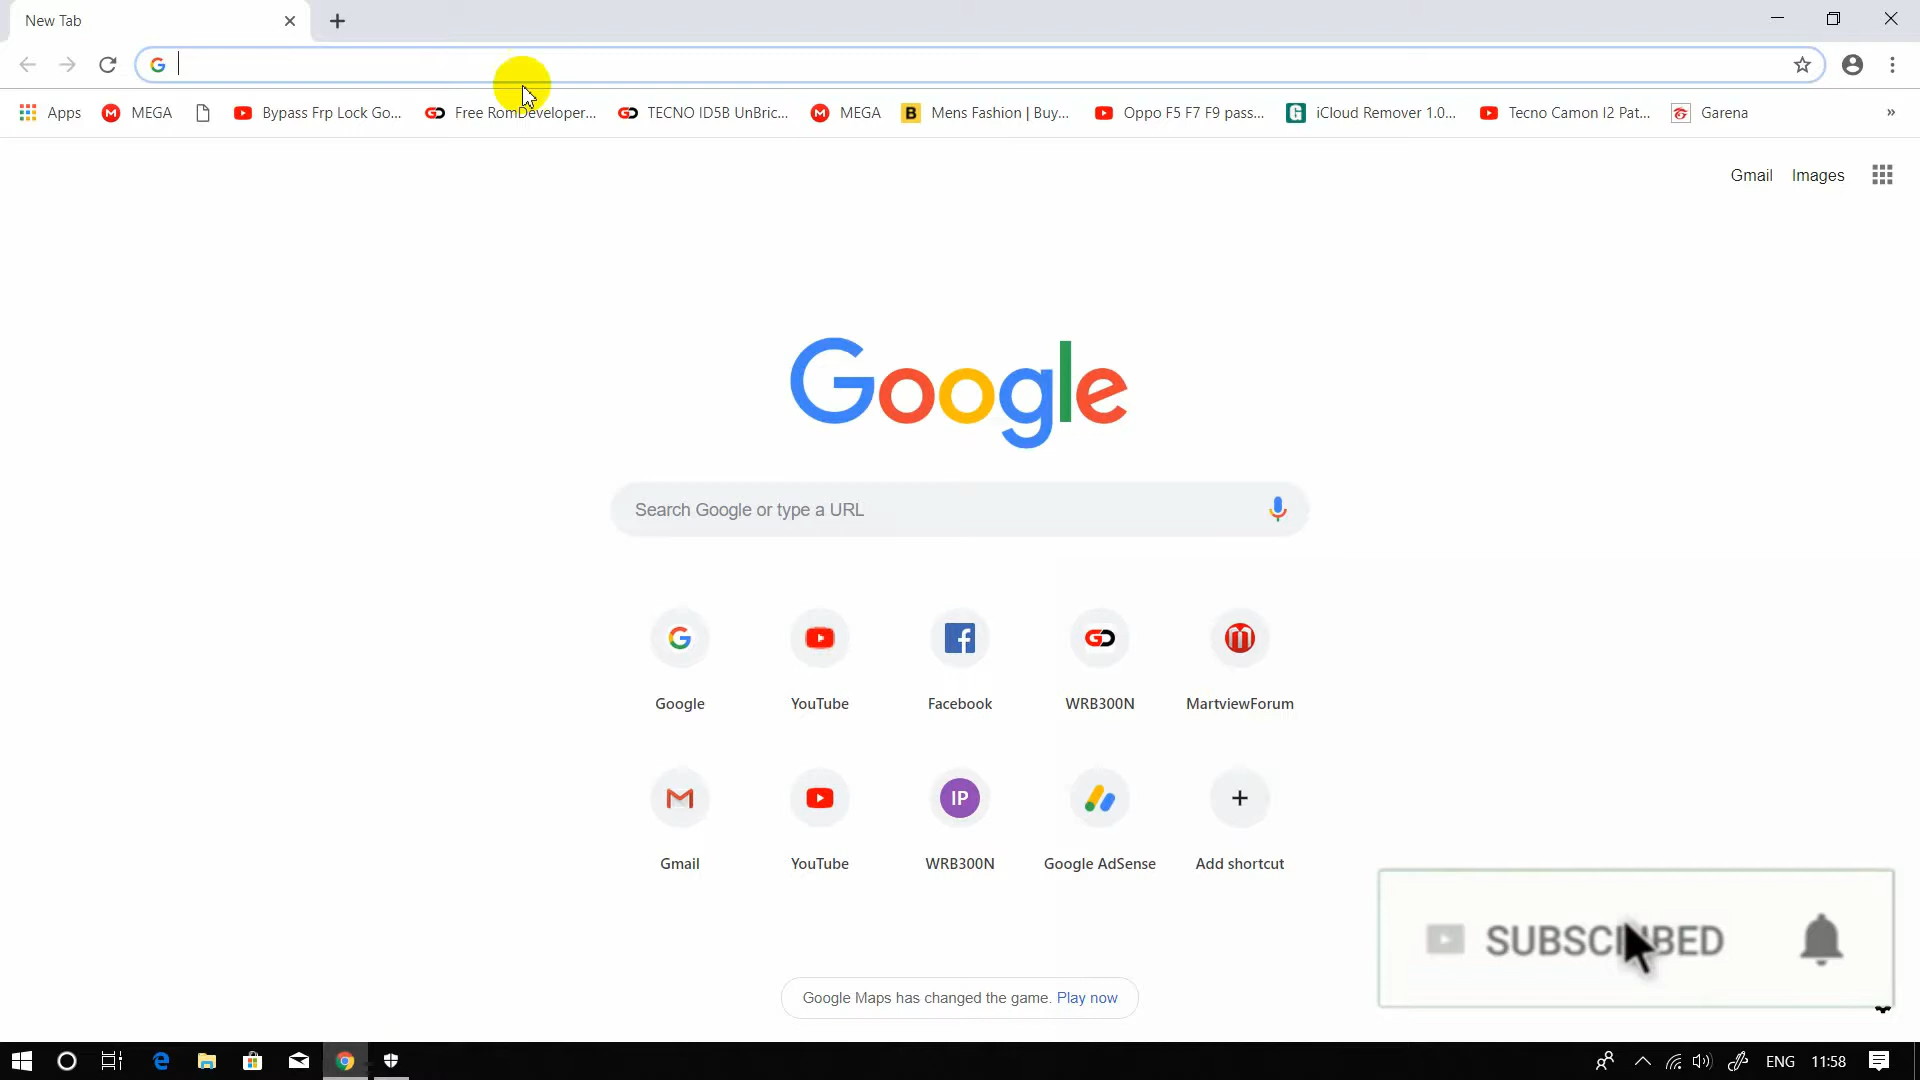 New Tab
Apps MEGA Bypass Frp Lock Go... Free RomDeveloper... TECNO ID5B UnBric... MEGA Mens Fashion | Buy... Oppo F5 F7 F9 pass... iCloud Remover 1.0... Tecno Camon I2 Pat... Garena »
Gmail Images
Google
Search Google or type a URL
Google YouTube Facebook WRB300N MartviewForum
IP
Gmail YouTube WRB300N Google AdSense Add shortcut
SUBSCRIBED
Google Maps has changed the game. Play now
ENG 11:58